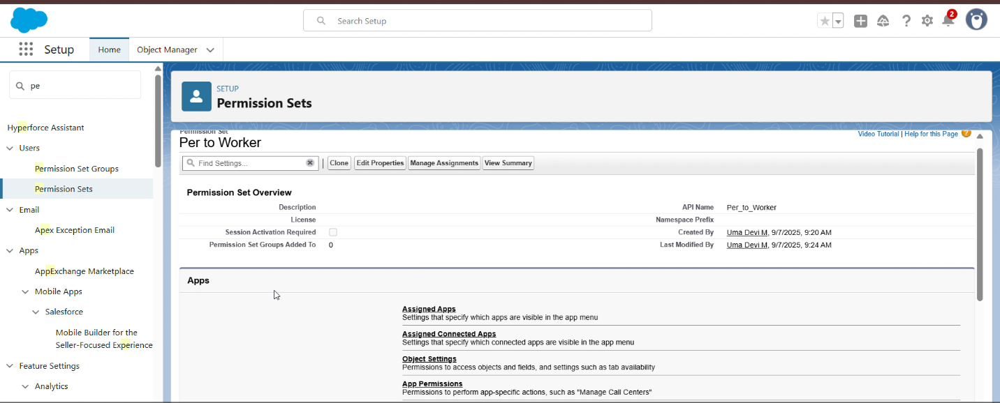 Search Setup
2
Setup
Home
Object Manager
pe
Hyperforce Assistant
Users
Permission Set Groups
Permission Sets
Email
Apex Exception Email
Apps
AppExchange Marketplace
Mobile Apps
Salesforce
Mobile Builder for the
Seller-Focused Experience
Feature Settings
Analytics
SETUP
Permission Sets
Permission Set
Per to Worker
Video Tutorial | Help for this Page ?
Find Settings...
| Clone Edit Properties Manage Assignments View Summary
Permission Set Overview
Description
API Name Per_to_Worker
License
Namespace Prefix
Session Activation Required
Created By Uma Devi M, 9/7/2025, 9:20 AM
Permission Set Groups Added To 0
Last Modified By Uma Devi M, 9/7/2025, 9:24 AM
Apps
Assigned Apps
Settings that specify which apps are visible in the app menu
Assigned Connected Apps
Settings that specify which connected apps are visible in the app menu
Object Settings
Permissions to access objects and fields, and settings such as tab availability
App Permissions
Permissions to perform app-specific actions, such as "Manage Call Centers"